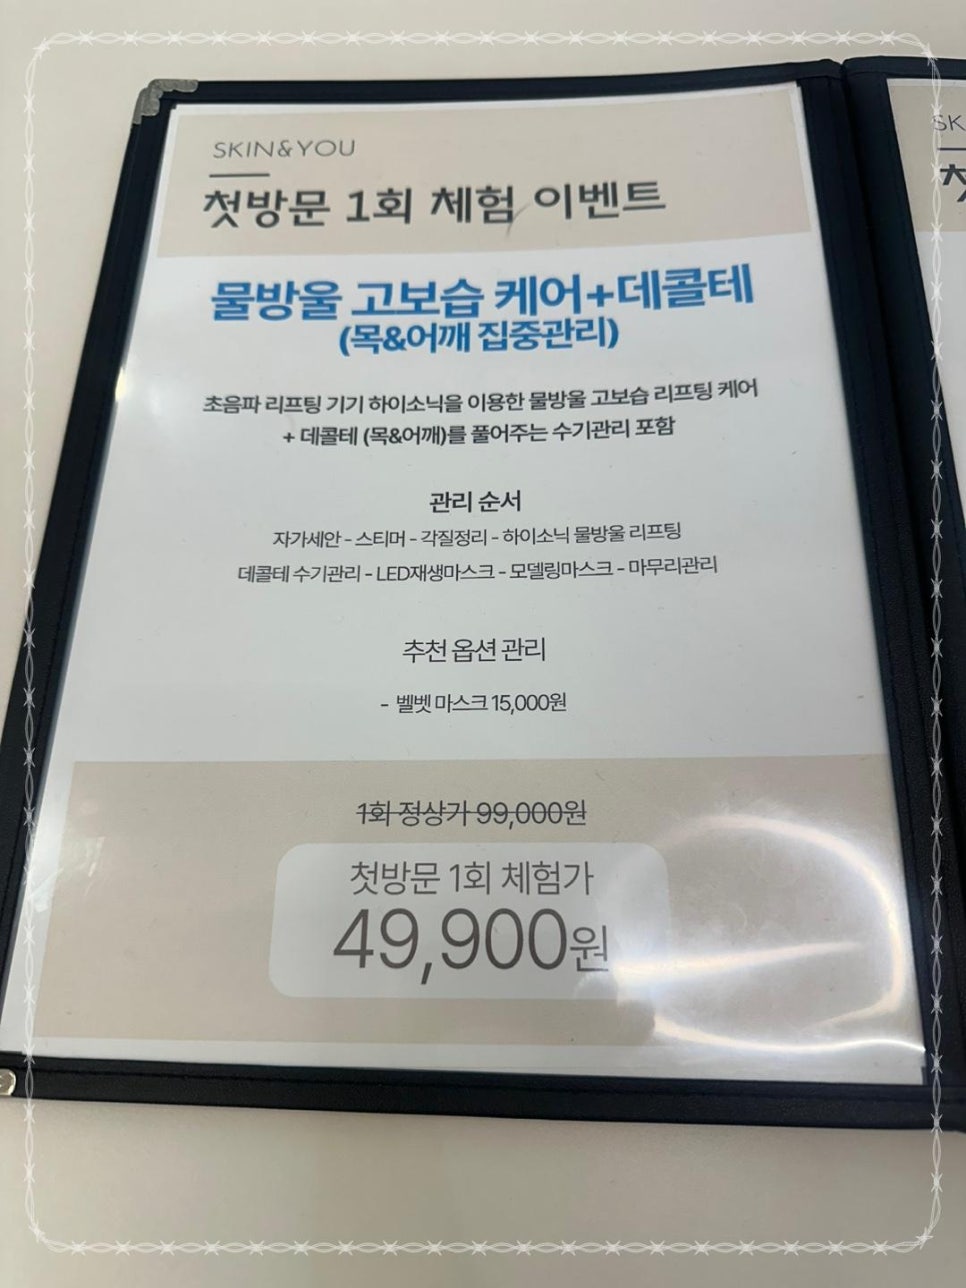 SKIN&YOU
첫방문 1회 체험 이벤트
물방울 고보습 케어+데콜테
(목&어깨 집중관리)
초음파 리프팅 기기 하이소닉을 이용한 물방울 고보습 리프팅 케어
+ 데콜테 (목&어깨)를 풀어주는 수기관리 포함
관리 순서
자가세안 - 스티머 - 각질정리 - 하이소닉 물방울 리프팅
데콜테 수기관리 - LED재생마스크 - 모델링마스크 - 마무리관리
추천 옵션 관리
- 벨벳 마스크 15,000원
1회 정상가 99,000원
첫방문 1회 체험가
49,900원
SK